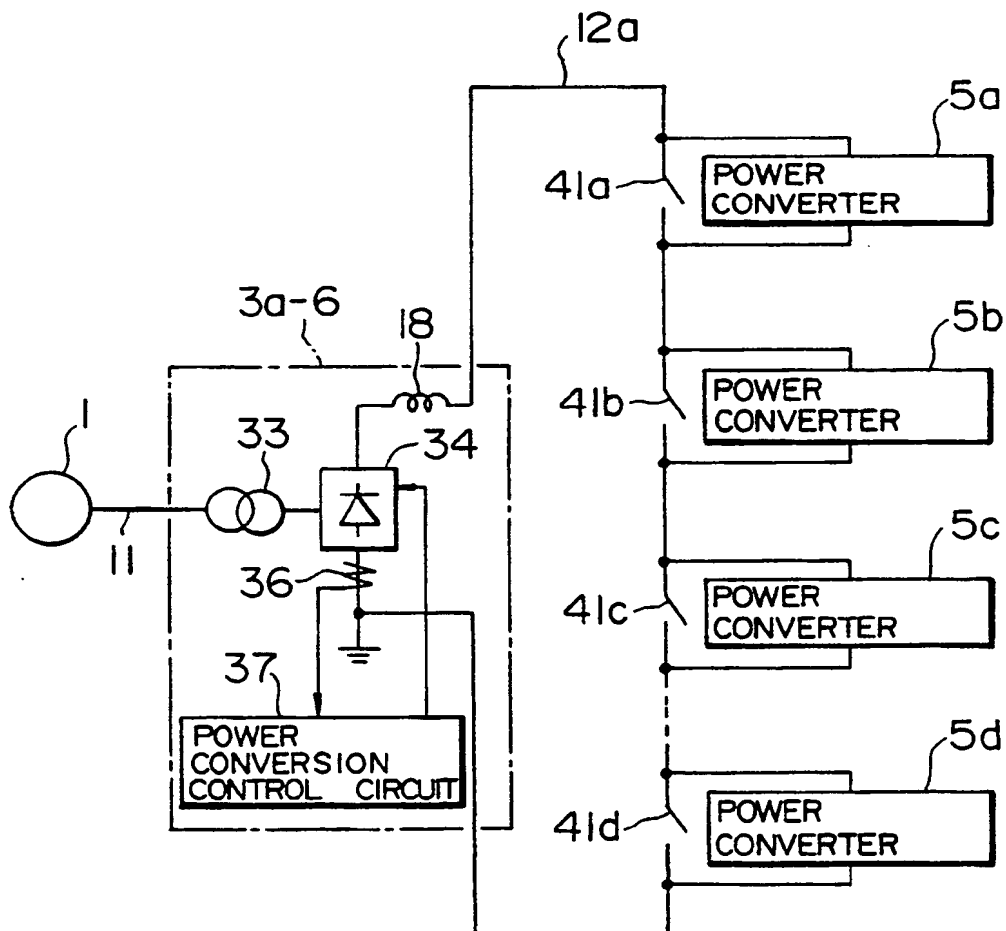 12a
5a
POWER
CONVERTER
41a
3a-6
18
5b
POWER
CONVERTER
41b
1
33
34
11
36
5c
POWER
CONVERTER
41c
37
POWER
CONVERSION
CONTROL CIRCUIT
5d
POWER
CONVERTER
41d